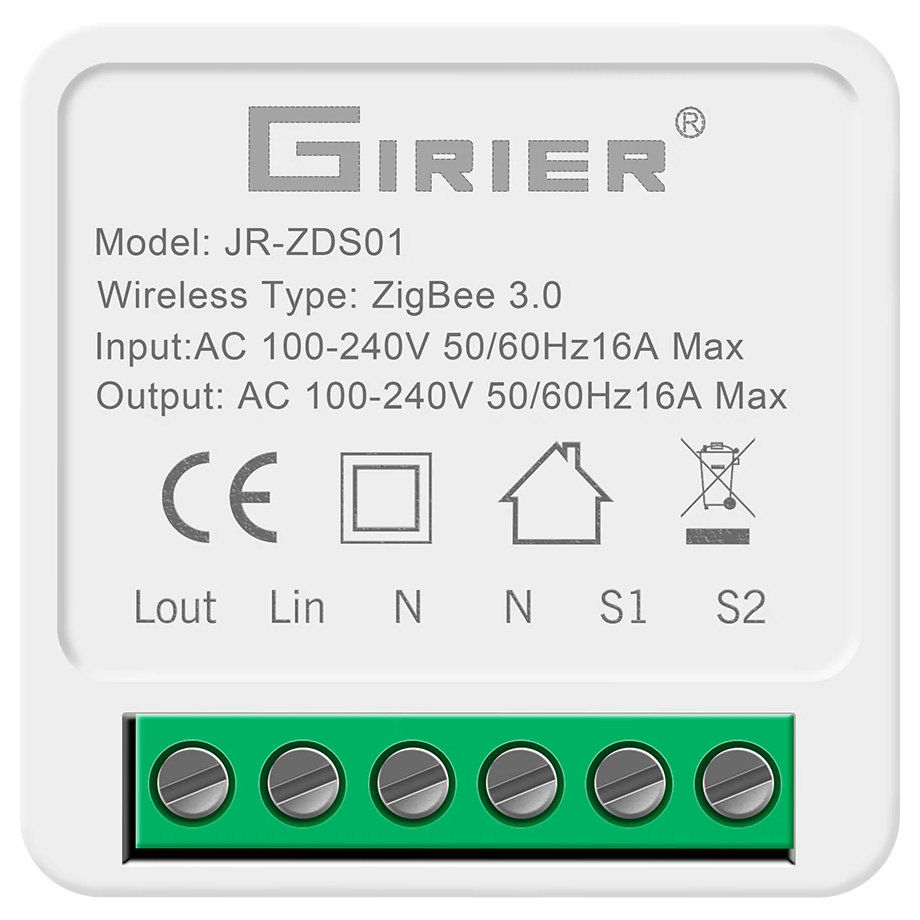 GIRIER®
Model: JR-ZDS01
Wireless Type: ZigBee 3.0
Input:AC 100-240V 50/60Hz16A Max
Output: AC 100-240V 50/60Hz16A Max
CE
Lout Lin N N S1 S2